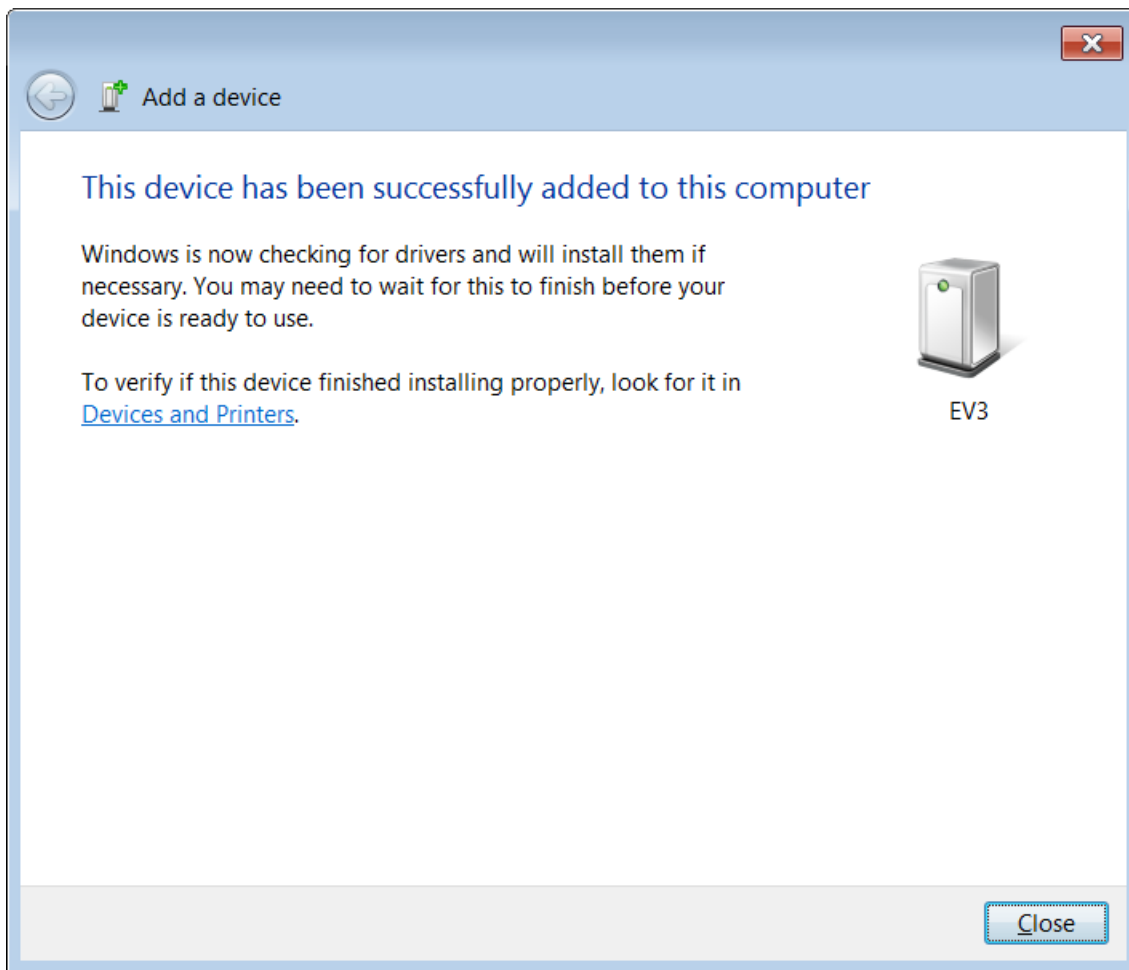 Add a device
This device has been successfully added to this computer
Windows is now checking for drivers and will install them if
necessary. You may need to wait for this to finish before your
device is ready to use.
To verify if this device finished installing properly, look for it in
Devices and Printers.
EV3
Close